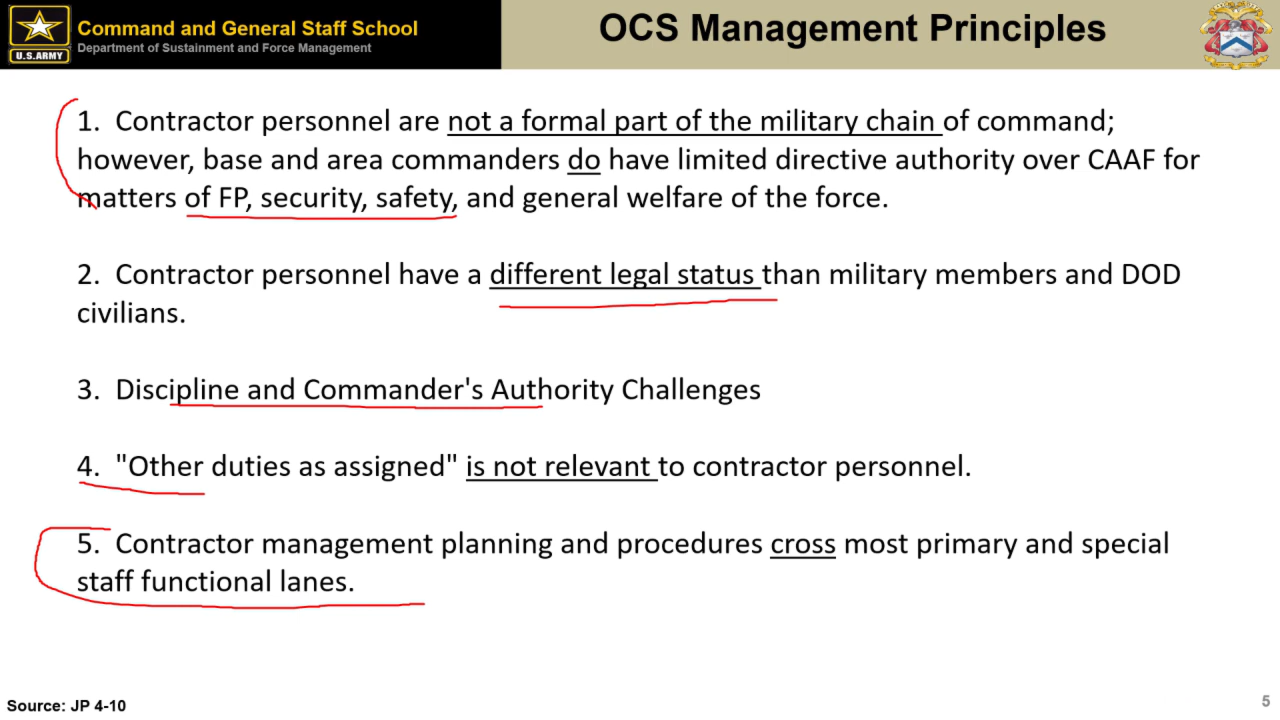 U.S.ARMY
Command and General Staff School
Department of Sustainment and Force Management
OCS Management Principles
1. Contractor personnel are not a formal part of the military chain of command;
however, base and area commanders do have limited directive authority over CAAF for
matters of FP, security, safety, and general welfare of the force.
2. Contractor personnel have a different legal status than military members and DOD
civilians.
3. Discipline and Commander's Authority Challenges
4. "Other duties as assigned" is not relevant to contractor personnel.
5. Contractor management planning and procedures cross most primary and special
staff functional lanes.
Source: JP 4-10
5